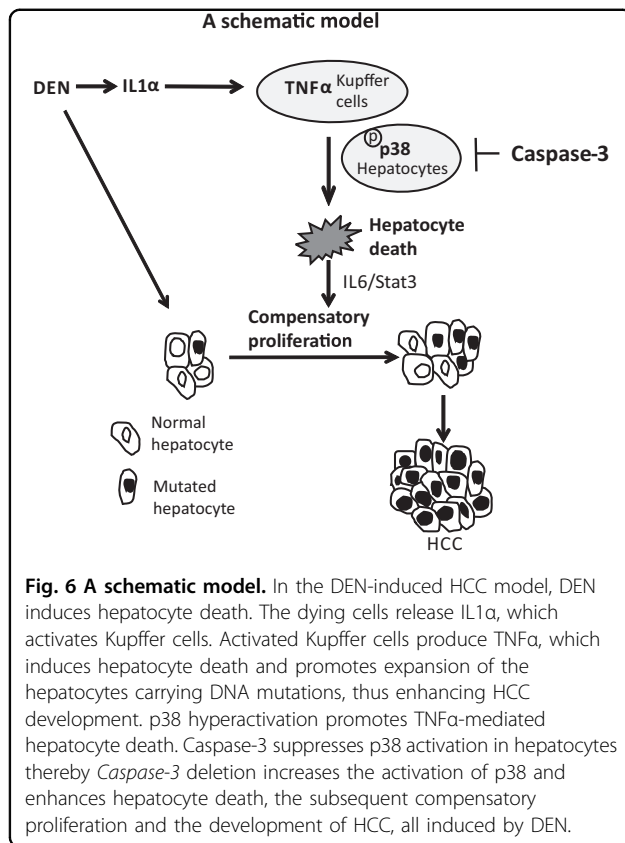 A schematic model
DEN
IL1α
TNFα Kupffer
cells
p
p38
Hepatocytes
Caspase-3
Hepatocyte
death
IL6/Stat3
Compensatory
proliferation
Normal
hepatocyte
Mutated
hepatocyte
HCC
Fig. 6 A schematic model. In the DEN-induced HCC model, DEN
induces hepatocyte death. The dying cells release IL1α, which
activates Kupffer cells. Activated Kupffer cells produce TNFα, which
induces hepatocyte death and promotes expansion of the
hepatocytes carrying DNA mutations, thus enhancing HCC
development. p38 hyperactivation promotes TNFα-mediated
hepatocyte death. Caspase-3 suppresses p38 activation in hepatocytes
thereby Caspase-3 deletion increases the activation of p38 and
enhances hepatocyte death, the subsequent compensatory
proliferation and the development of HCC, all induced by DEN.